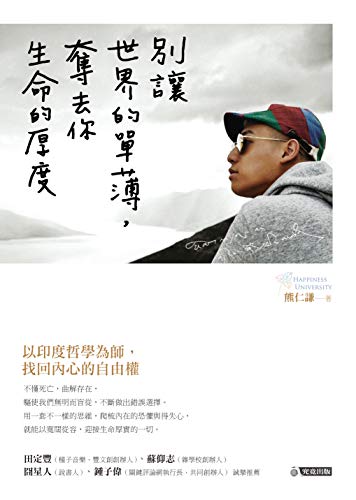 別讓
世界的單薄，
奪去你
生命的厚度
HAPPINESS
UNIVERSITY
熊仁謙——著
以印度哲學為師，
找回內心的自由權
不懂死亡，曲解存在，
驅使我們無明而盲從，不斷做出錯誤選擇。
用一套不一樣的思維，爬梳內在的恐懼與得失心，
就能以寬闊從容，迎接生命厚實的一切。
田定豐（種子音樂、豐文創創辦人）、蘇仰志（雜學校創辦人）
囧星人（說書人）、鍾子偉（關鍵評論網執行長、共同創辦人） 誠摯推薦
究竟出版